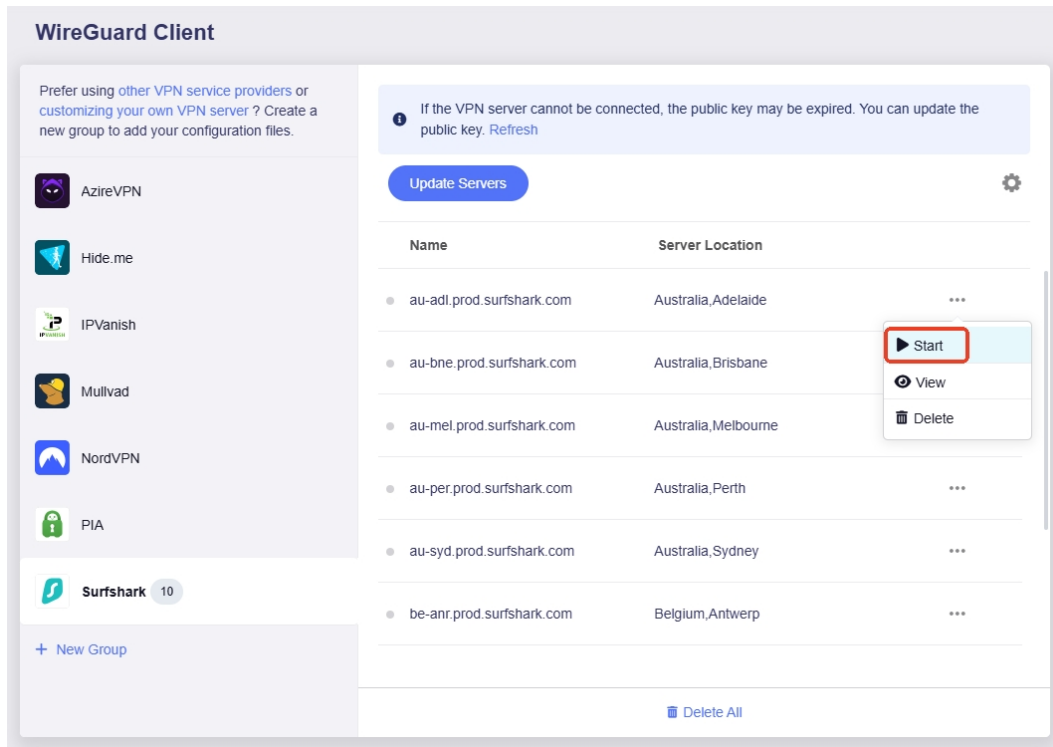 WireGuard Client
Prefer using other VPN service providers or
customizing your own VPN server ? Create a
new group to add your configuration files.
AzireVPN
Hide.me
IPVANISH
IPVanish
Mullvad
NordVPN
PIA
Surfshark 10
+ New Group
If the VPN server cannot be connected, the public key may be expired. You can update the
public key. Refresh
Update Servers
Name Server Location
au-adl.prod.surfshark.com Australia,Adelaide
Start
au-bne.prod.surfshark.com Australia,Brisbane
View
Delete
au-mel.prod.surfshark.com Australia,Melbourne
au-per.prod.surfshark.com Australia,Perth
au-syd.prod.surfshark.com Australia,Sydney
be-anr.prod.surfshark.com Belgium,Antwerp
Delete All